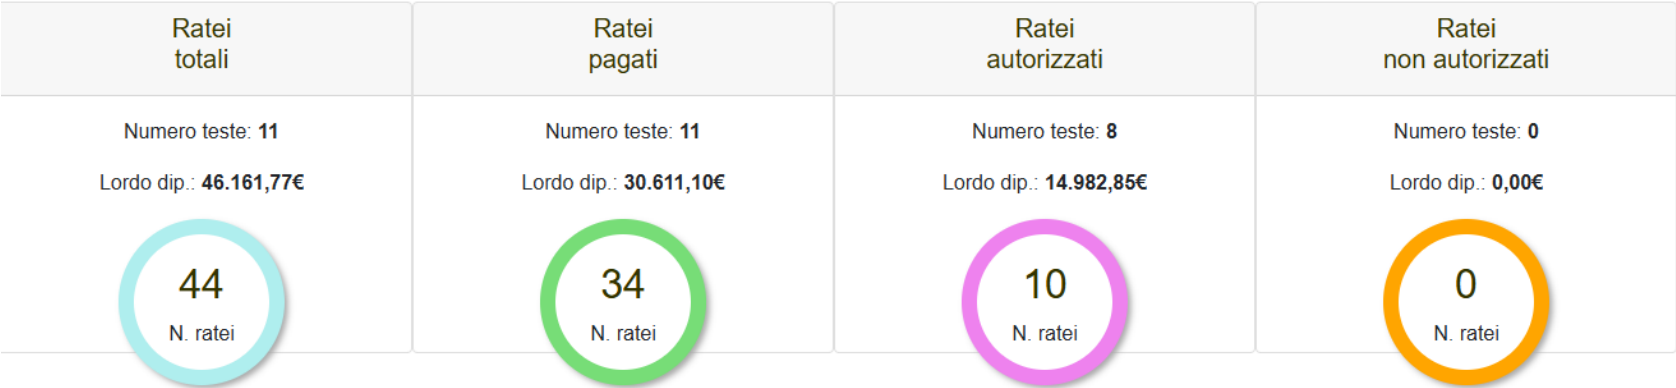 Ratei
totali
Numero teste: 11
Lordo dip.: 46.161,77€
44
N. ratei
Ratei
pagati
Numero teste: 11
Lordo dip.: 30.611,10€
34
N. ratei
Ratei
autorizzati
Numero teste: 8
Lordo dip.: 14.982,85€
10
N. ratei
Ratei
non autorizzati
Numero teste: 0
Lordo dip.: 0,00€
0
N. ratei